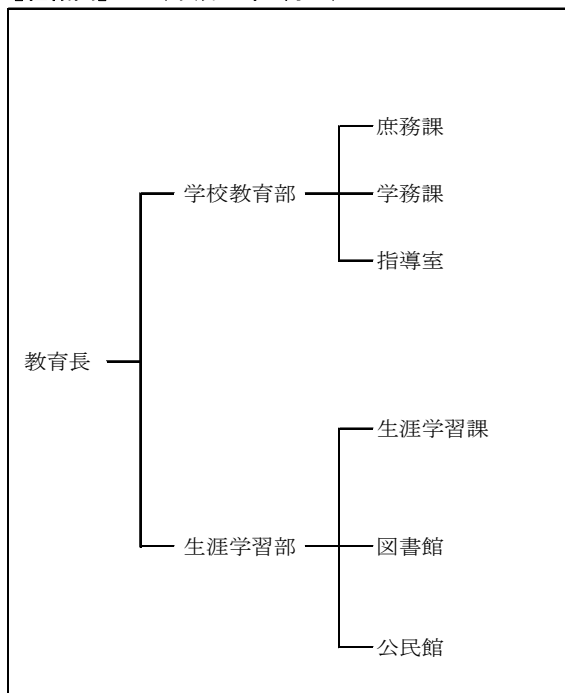 庶務課
学校教育部
学務課
指導室
教育長
生涯学習課
生涯学習部
図書館
公民館